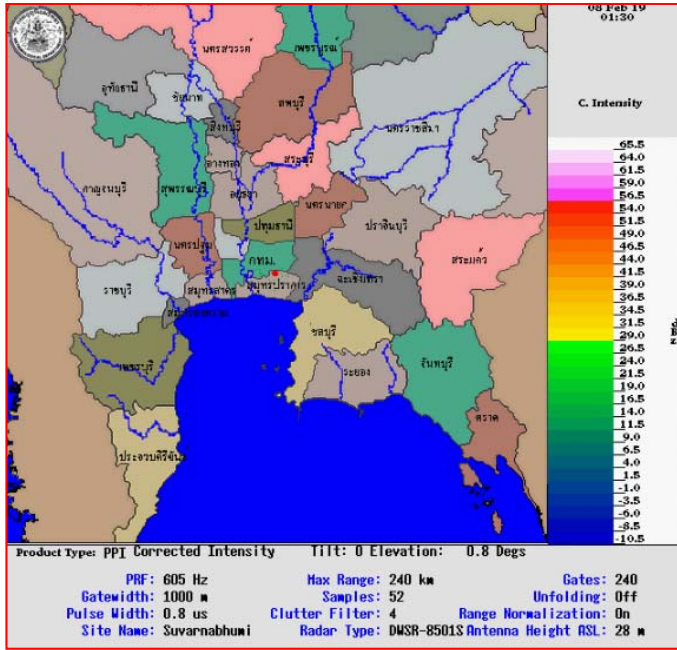 08 Feb 19
01:30
C. Intensity
นครสวรรค์
เพชรบูรณ์
อุทัยธานี
ชัยนาท
ลพบุรี
สิงห์บุรี
นครราชสีมา
อ่างทอง
สระบุรี
กาญจนบุรี
สุพรรณบุรี
อยุธยา
นครนายก
ปราจีนบุรี
ปทุมธานี
นครปฐม
กทม.
สระแก้ว
ราชบุรี
สมุทรสาคร
สมุทรปราการ
ฉะเชิงเทรา
สมุทรสงคราม
ชลบุรี
เพชรบุรี
ระยอง
จันทบุรี
ตราด
ประจวบคีรีขันธ์
65.5
64.0
61.5
59.0
56.5
54.0
51.5
49.0
46.5
44.0
41.5
39.0
36.5
34.0
31.5
29.0
26.5
24.0
21.5
19.0
16.5
14.0
11.5
9.0
6.5
4.0
1.5
-1.0
-3.5
-6.0
-8.5
-10.5
Product Type: PPI Corrected Intensity Tilt: 0 Elevation: 0.8 Degs
PRF: 605 Hz Max Range: 240 km Gates: 240
Gatewidth: 1000 m Samples: 52 Unfolding: Off
Pulse Width: 0.8 us Clutter Filter: 4 Range Normalization: On
Site Name: Suvarnabhumi Radar Type: DWSR-8501S Antenna Height ASL: 28 m